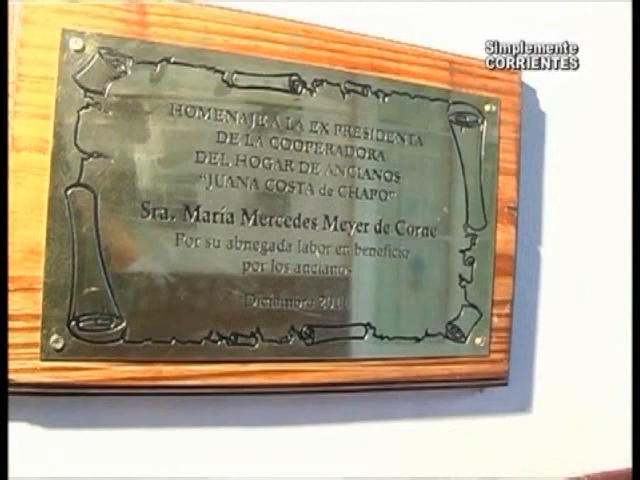 Simplemente
CORRIENTES
HOMENAJE A LA EX PRESIDENTA
DE LA COOPERADORA
DEL HOGAR DE ANCIANOS
"JUANA COSTA de CHAPO"
Sra. María Mercedes Meyer de Corne
Por su abnegada labor en beneficio
por los ancianos
Diciembre